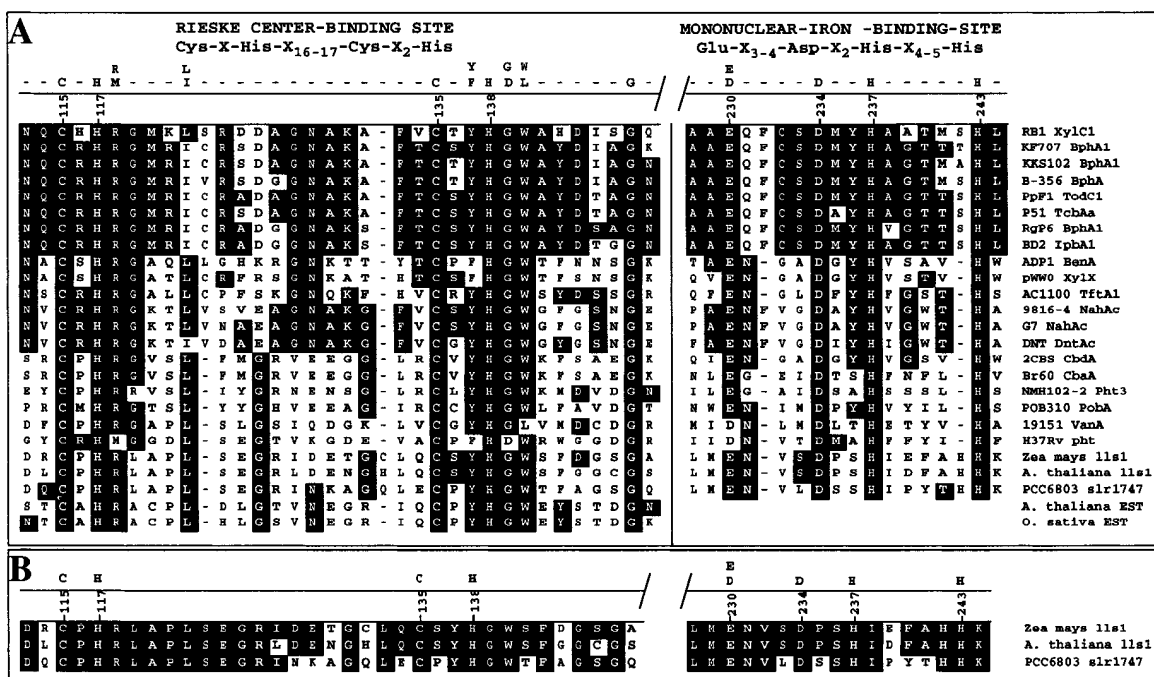 A
RIESKE CENTER-BINDING SITE MONONUCLEAR-IRON -BINDING-SITE
Cys-X-His-X16-17-Cys-X2-His Glu-X3-4-Asp-X2-His-X4-5-His
R L Y G W E
- - C - H M - - - I - - - - - - - - - - - - - C - F H D L - - - - - G - // - - D - - - - D - - H - - - - - H -
115 117 135 138 230 234 237 243
N Q C H H R G M K L S R D D A G N A K A - F V C T Y H G W A H D I S G Q A A E Q F C S D M Y H A A T M S H L RB1 XylC1
N Q C R H R G M R I C R S D A G N A K A - F T C S Y H G W A Y D I A G K A A E Q F C S D M Y H A G T T T H L KF707 BphA1
N Q C R H R G M R I C R S D A G N A K A - F T C T Y H G W A Y D I A G N A A E Q F C S D M Y H A G T M A H L KKS102 BphA1
N Q C R H R G M R I V R S D G G N A K A - F T C T Y H G W A Y D I A G N A A E Q F C S D M Y H A G T M S H L B-356 BphA
N Q C R H R G M R I C R A D A G N A K A - F T C S Y H G W A Y D T A G N A A E Q F C S D M Y H A G T T S H L PpF1 TodC1
N Q C R H R G M R I C R S D A G N A K A - F T C S Y H G W A Y D T A G N A A E Q F C S D A Y H A G T T S H L P51 TcbAa
N Q C R H R G M R I C R A D G G N A K S - F T C S Y H G W A Y D S A G N A A E Q F C S D M Y H V G T T S H L RgP6 BphA1
N Q C R H R G M R I C R A D G G N A K S - F T C S Y H G W A Y D T G G N A A E Q F C S D M Y H A G T T S H L BD2 IpbA1
N A C S H R G A Q L L G H K R G N K T T - Y T C P F H G W T F N N S G K T A E N - G A D G Y H V S A V - H W ADP1 BenA
N A C S H R G A T L C R F R S G N K A T - H T C S F H G W T F S N S G K Q V E N - G A D G Y H V S T V - H W pWW0 XylX
N S C R H R G A L L C P F S K G N Q K F - H V C R Y H G W S Y D S S G R Q F E N - G L D F Y H F G S T - H S AC1100 TftA1
N V C R H R G K T L V S V E A G N A K G - F V C S Y H G W G F G S N G E P A E N - F V G D A Y H V G W T - H A 9816-4 NahAc
N V C R H R G K T L V N A E A G N A K G - F V C S Y H G W G F G S N G E P A E N F V G D A Y H V G W T - H A G7 NahAc
N V C R H R G K T I V D A E A G N A K G - F V C G Y H G W G Y G S N G E F A E N F V G D A Y H V G W T - H A DNT DntAc
S R C P H R G V S L - F M G R V E E G G - L R C V Y H G W K F S A E G K Q I E N - G A D G Y H V G S V - H W 2CBS CbdA
S R C P H R G V S L - F M G R V E E G G - L R C V Y H G W K F S A E G K N L E G - E I D T S H F N F L - H V Br60 CbaA
E Y C P H R R V S L - I Y G R N E N S G - L R C L Y H G W K M D V D G N I L E G - A I D S A H S S S L - H S NMH102-2 Pht3
P R C M H R G T S L - Y Y G H V E E A G - I R C C Y H G W L F A V D G T N W E N - I M D P Y H V Y I L - H S POB310 PobA
D F C P H R G A P L - S L G S I Q D G K - L V C G Y H G L V M D C D G R M I D N - L M D L T H E T Y V - H A 19151 VanA
G Y C R H M G G D L - S E G T V K G D E - V A C P F H D W R W G G D G R I I D N - V T D M A H F F Y I - H F H37Rv pht
D R C P H R L A P L - S E G R I D E T G C L Q C S Y H G W S F D G S G A L M E N - V S D P S H I E F A H H K Zea mays lls1
D L C P H R L A P L - S E G R L D E N G H L Q C S Y H G W S F G G C G S L M E N - V S D P S H I D F A H H K A. thaliana lls1
D Q C P H R L A P L - S E G R I N K A G Q L E C P Y H G W T F A G S G Q L M E N - V L D S S H I P Y T H H K PCC6803 slr1747
S T C A H R A C P L - D L G T V N E G R - I Q C P Y H G W E Y S T D G N A. thaliana EST
N T C A H R A C P L - H L G S V N E G R - I Q C P Y H G W E Y S T D G K O. sativa EST
B
C H C H // E D D H H
115 117 135 138 230 234 237 243
D R C P H R L A P L S E G R I D E T G C L Q C S Y H G W S F D G S G A L M E N V S D P S H I E F A H H K Zea mays lls1
D L C P H R L A P L S E G R L D E N G H L Q C S Y H G W S F G G C G S L M E N V S D P S H I D F A H H K A. thaliana lls1
D Q C P H R L A P L S E G R I N K A G Q L E C P Y H G W T F A G S G Q L M E N V L D S S H I P Y T H H K PCC6803 slr1747